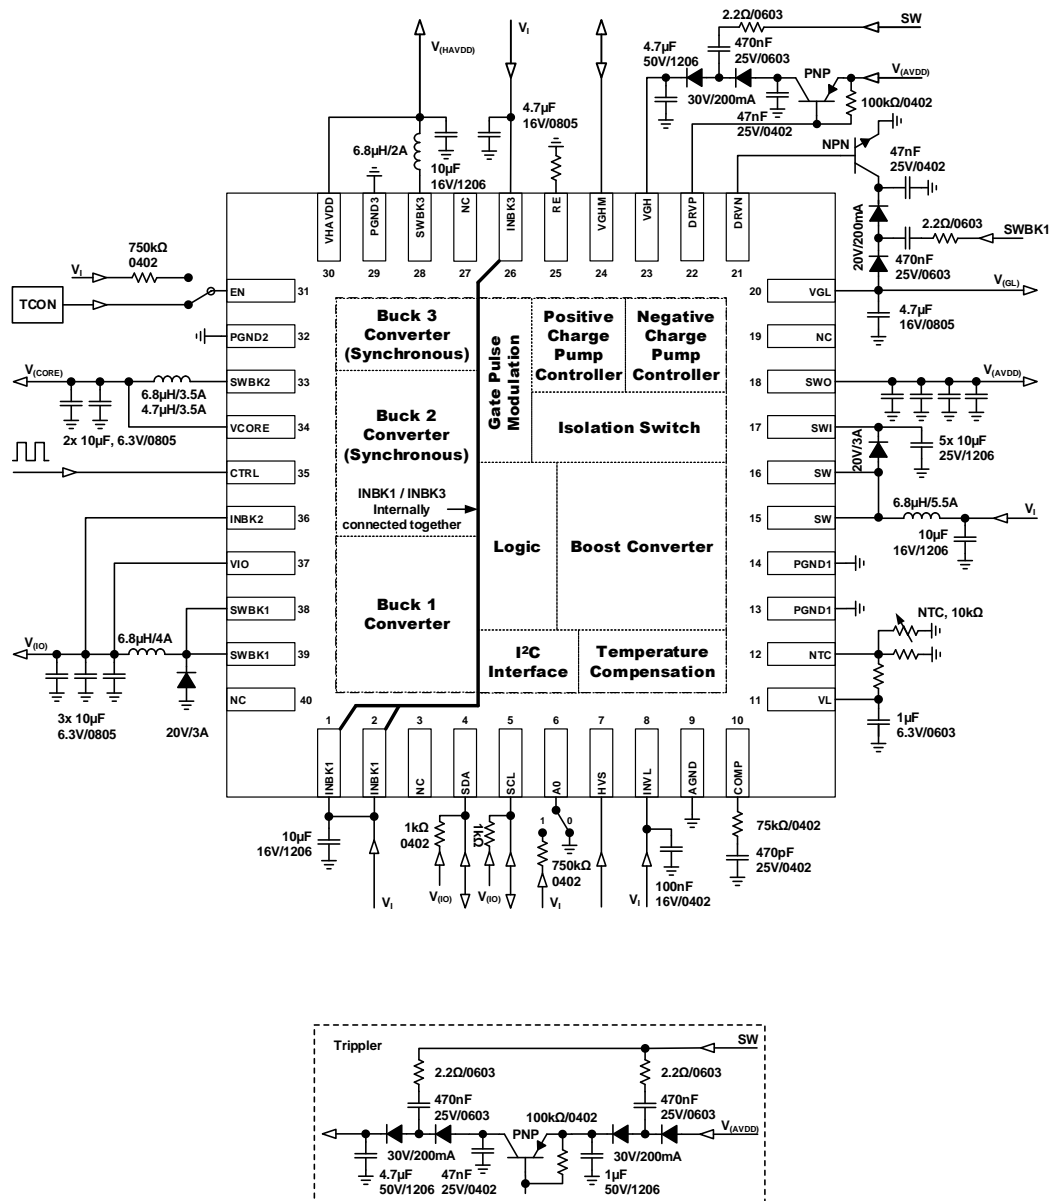 2.2Ω/0603
SW
V(HAVDD)
VI
4.7µF
50V/1206
470nF
25V/0603
PNP
V(AVDD)
30V/200mA
100kΩ/0402
47nF
25V/0402
4.7µF
16V/0805
6.8µH/2A
10µF
16V/1206
NPN
47nF
25V/0402
VHAVDD
PGND3
SWBK3
NC
INBK3
RE
VGHM
VGH
DRVP
DRVN
30
29
28
27
26
25
24
23
22
21
20V/200mA
2.2Ω/0603
SWBK1
470nF
25V/0603
750kΩ
0402
VI
TCON
EN
31
PGND2
32
V(CORE)
SWBK2
33
6.8µH/3.5A
4.7µH/3.5A
VCORE
34
2x 10µF, 6.3V/0805
CTRL
35
INBK2
36
VIO
37
SWBK1
38
V(IO)
6.8µH/4A
SWBK1
39
NC
40
3x 10µF
6.3V/0805
20V/3A
Buck 3
Converter
(Synchronous)
Buck 2
Converter
(Synchronous)
INBK1 / INBK3
Internally
connected together
Buck 1
Converter
Gate Pulse
Modulation
Positive
Charge
Pump
Controller
Negative
Charge
Pump
Controller
Isolation Switch
Logic
Boost Converter
I²C
Interface
Temperature
Compensation
20
VGL
V(GL)
4.7µF
16V/0805
19
NC
18
SWO
V(AVDD)
17
SWI
20V/3A
5x 10µF
25V/1206
16
SW
6.8µH/5.5A
15
SW
VI
10µF
16V/1206
14
PGND1
13
PGND1
NTC, 10kΩ
12
NTC
11
VL
1µF
6.3V/0603
1
2
3
4
5
6
7
8
9
10
INBK1
INBK1
NC
SDA
SCL
A0
HVS
INVL
AGND
COMP
10µF
16V/1206
VI
1kΩ
0402
V(IO)
1kΩ
V(IO)
1
0
750kΩ
0402
VI
VI
100nF
16V/0402
75kΩ/0402
470pF
25V/0402
Trippler
SW
2.2Ω/0603
2.2Ω/0603
470nF
25V/0603
470nF
25V/0603
100kΩ/0402
PNP
V(AVDD)
30V/200mA
30V/200mA
4.7µF
50V/1206
47nF
25V/0402
1µF
50V/1206